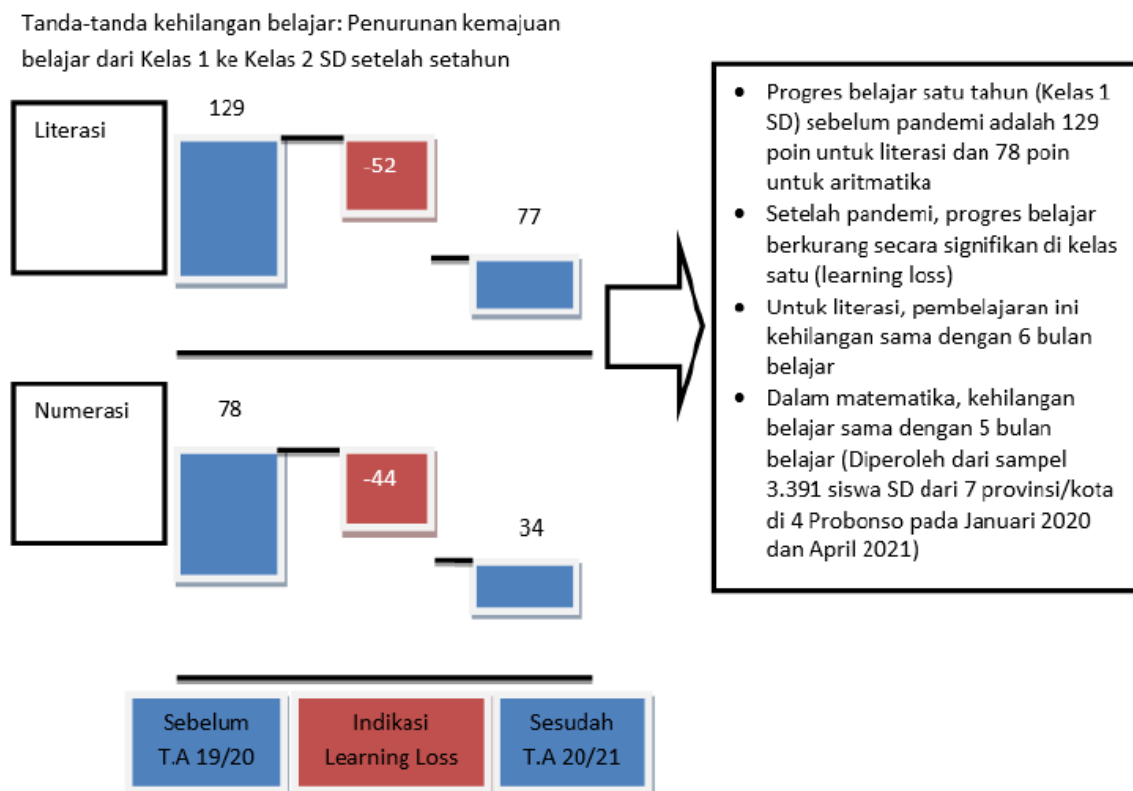 Tanda-tanda kehilangan belajar: Penurunan kemajuan
belajar dari Kelas 1 ke Kelas 2 SD setelah setahun
Literasi
129
-52
77
Numerasi
78
-44
34
Sebelum
T.A 19/20
Indikasi
Learning Loss
Sesudah
T.A 20/21
• Progres belajar satu tahun (Kelas 1
SD) sebelum pandemi adalah 129
poin untuk literasi dan 78 poin
untuk aritmatika
• Setelah pandemi, progres belajar
berkurang secara signifikan di kelas
satu (learning loss)
• Untuk literasi, pembelajaran ini
kehilangan sama dengan 6 bulan
belajar
• Dalam matematika, kehilangan
belajar sama dengan 5 bulan
belajar (Diperoleh dari sampel
3.391 siswa SD dari 7 provinsi/kota
di 4 Probonso pada Januari 2020
dan April 2021)